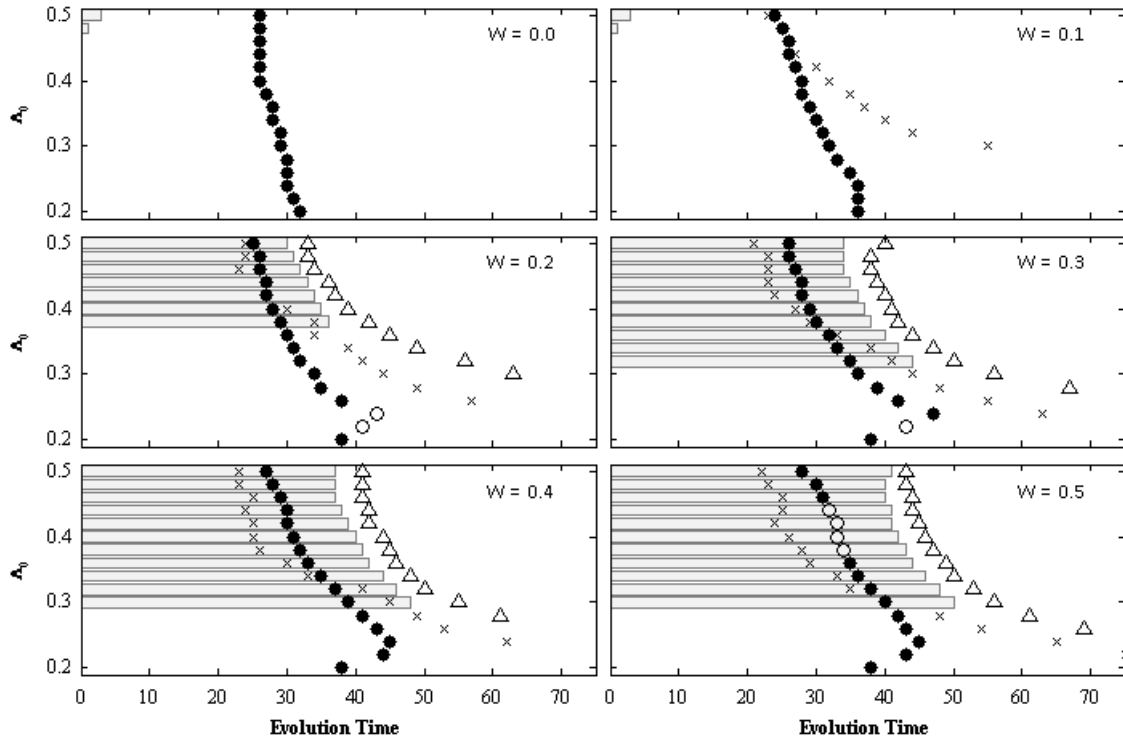 0.5 W = 0.0 W = 0.1
0.4
A0
0.3
0.2
0.5 W = 0.2 W = 0.3
0.4
A0
0.3
0.2
0.5 W = 0.4 W = 0.5
0.4
A0
0.3
0.2
0 10 20 30 40 50 60 70 0 10 20 30 40 50 60 70
Evolution Time Evolution Time